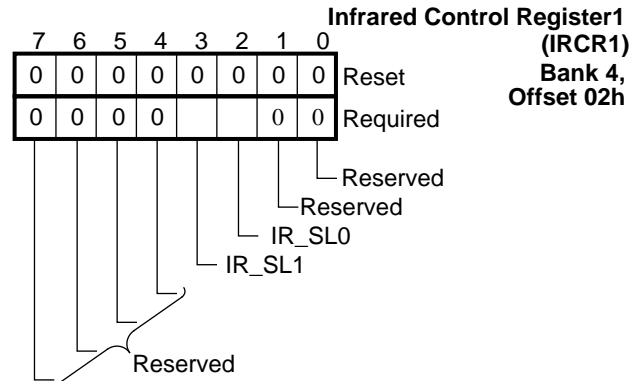 Infrared Control Register1
(IRCR1)
Bank 4,
Offset 02h
7 6 5 4 3 2 1 0
0 0 0 0 0 0 0 0 Reset
0 0 0 0 0 0 Required
Reserved
Reserved
IR_SL0
IR_SL1
Reserved